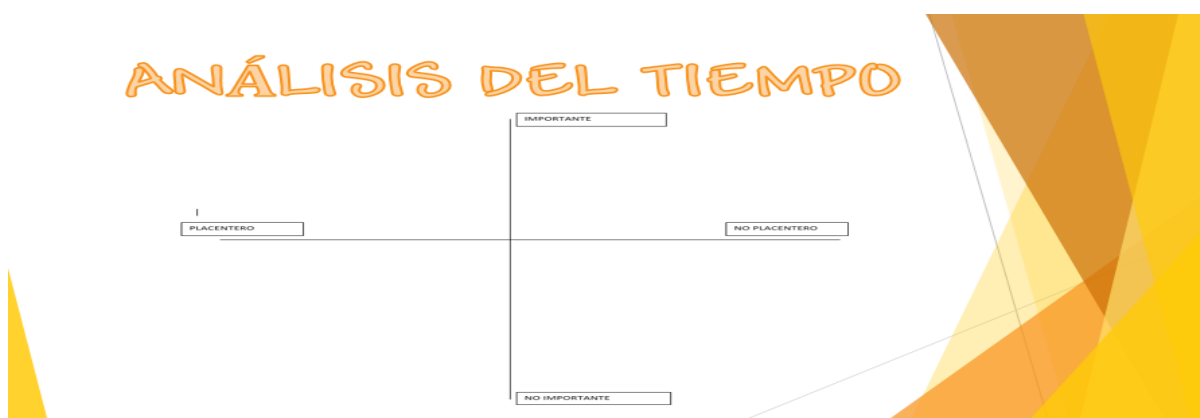 ANÁLISIS DEL TIEMPO
IMPORTANTE
PLACENTERO
NO PLACENTERO
NO IMPORTANTE